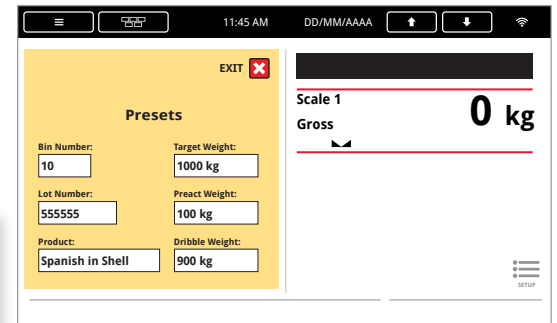 11:45 AM DD/MM/AAAA
EXIT
Presets
Bin Number:
10
Target Weight:
1000 kg
Lot Number:
555555
Preact Weight:
100 kg
Product:
Spanish in Shell
Dribble Weight:
900 kg
Scale 1
Gross
0 kg
SETUP